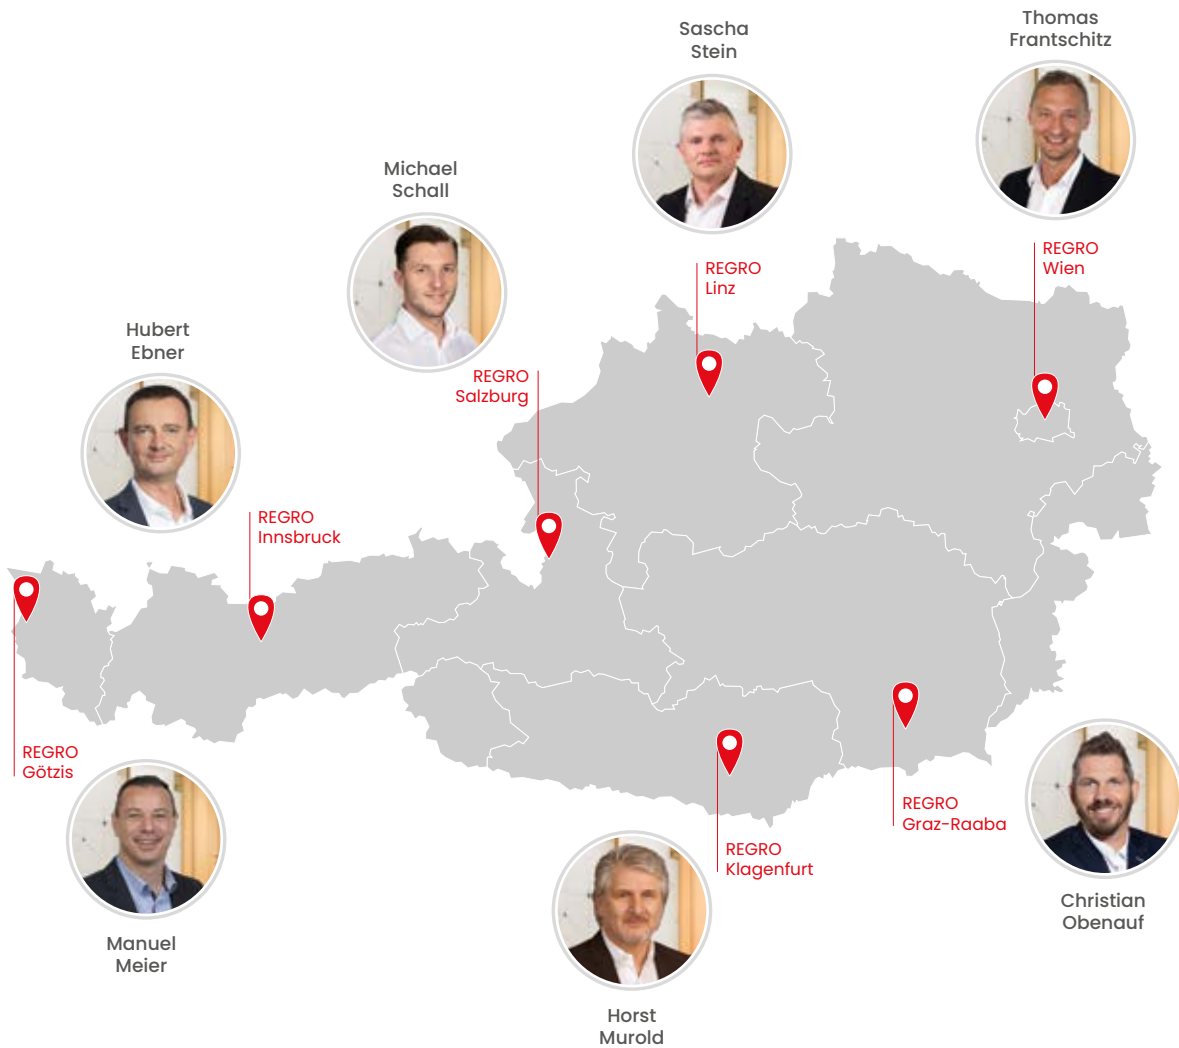 Thomas
Frantschitz
Sascha
Stein
Michael
Schall
REGRO
Wien
REGRO
Linz
Hubert
Ebner
REGRO
Salzburg
REGRO
Innsbruck
REGRO
Götzis
REGRO
Graz-Raaba
REGRO
Klagenfurt
Christian
Obenauf
Manuel
Meier
Horst
Murold